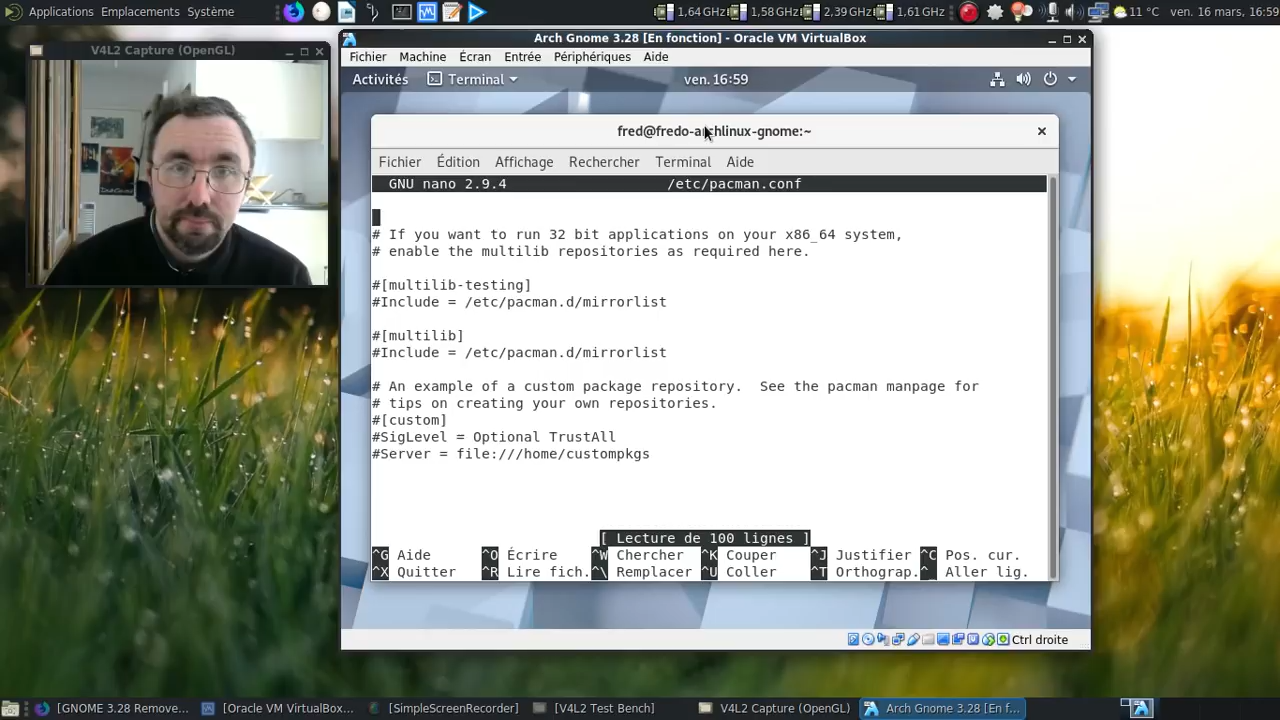 Applications Emplacements Système
1,64 GHz 1,58 GHz 2,39 GHz 1,61 GHz 11 °C ven. 16 mars, 16:59
V4L2 Capture (OpenGL)
Arch Gnome 3.28 [En fonction] - Oracle VM VirtualBox
Fichier Machine Écran Entrée Périphériques Aide
Activités Terminal ven. 16:59
fred@fredo-archlinux-gnome:~
Fichier Édition Affichage Rechercher Terminal Aide
GNU nano 2.9.4 /etc/pacman.conf
# If you want to run 32 bit applications on your x86_64 system,
# enable the multilib repositories as required here.
#[multilib-testing]
#Include = /etc/pacman.d/mirrorlist
#[multilib]
#Include = /etc/pacman.d/mirrorlist
# An example of a custom package repository.  See the pacman manpage for
# tips on creating your own repositories.
#[custom]
#SigLevel = Optional TrustAll
#Server = file:///home/custompkgs
[ Lecture de 100 lignes ]
^G Aide ^O Écrire ^W Chercher ^K Couper ^J Justifier ^C Pos. cur.
^X Quitter ^R Lire fich. ^\ Remplacer ^U Coller ^T Orthograp. ^_ Aller lig.
Ctrl droite
[GNOME 3.28 Remove... [Oracle VM VirtualBox... [SimpleScreenRecorder] [V4L2 Test Bench] V4L2 Capture (OpenGL) Arch Gnome 3.28 [En f...